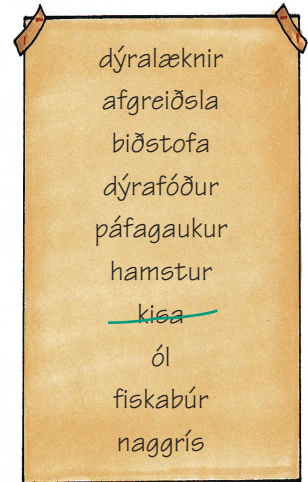 dýralæknir
afgreiðsla
biðstofa
dýrafóður
páfagaukur
hamstur
kisa
ól
fiskabúr
naggrís